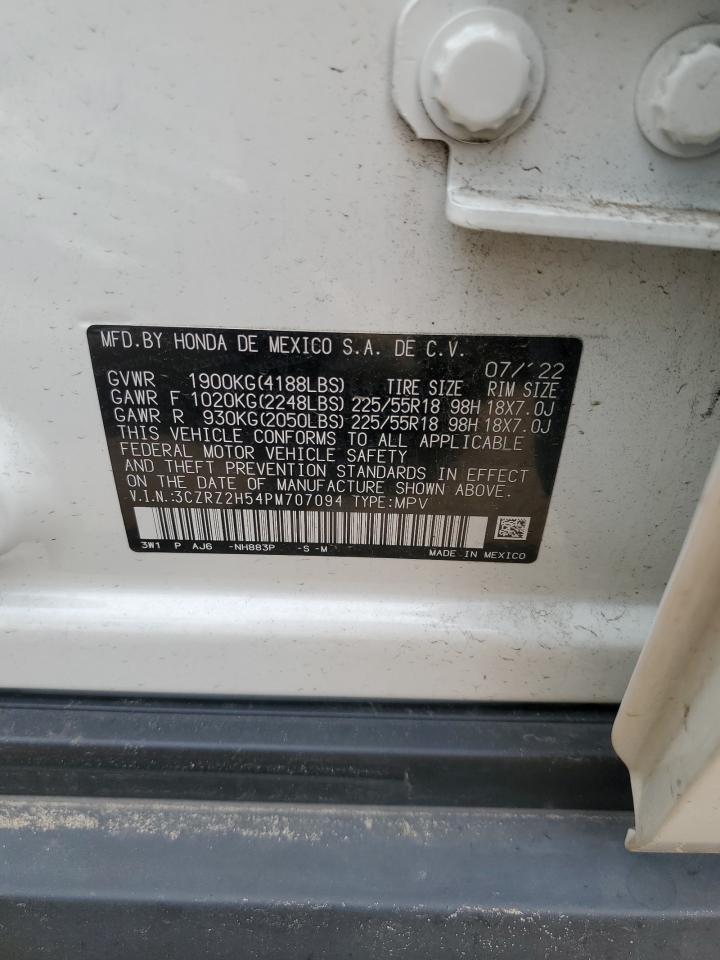 MFD.BY HONDA DE MEXICO S.A. DE C.V.
07/'22
GVWR 1900KG(4188LBS) TIRE SIZE RIM SIZE
GAWR F 1020KG(2248LBS) 225/55R18 98H 18X7.0J
GAWR R 930KG(2050LBS) 225/55R18 98H 18X7.0J
THIS VEHICLE CONFORMS TO ALL APPLICABLE
FEDERAL MOTOR VEHICLE SAFETY
AND THEFT PREVENTION STANDARDS IN EFFECT
ON THE DATE OF MANUFACTURE SHOWN ABOVE.
V.I.N.:3CZRZ2H54PM707094 TYPE:MPV
3W1 P AJ6 -NH883P -S -M MADE IN MEXICO